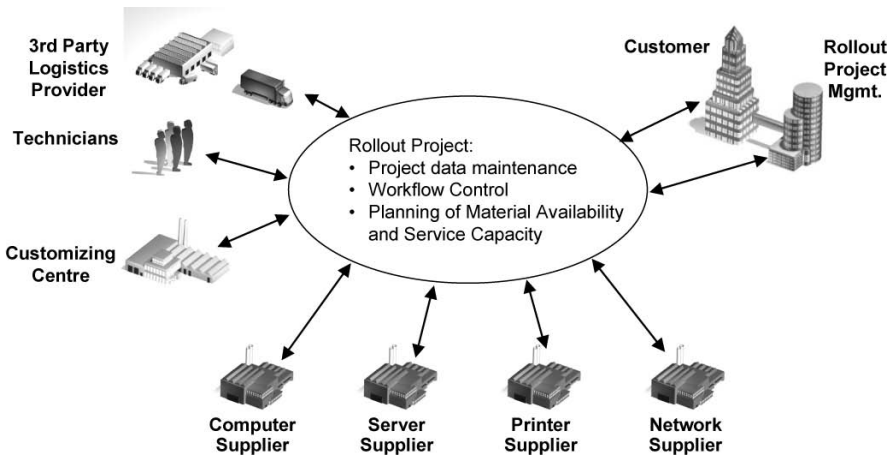 3rd Party
Logistics
Provider
Customer
Rollout
Project
Mgmt.
Technicians
Rollout Project:
• Project data maintenance
• Workflow Control
• Planning of Material Availability
and Service Capacity
Customizing
Centre
Computer
Supplier
Server
Supplier
Printer
Supplier
Network
Supplier